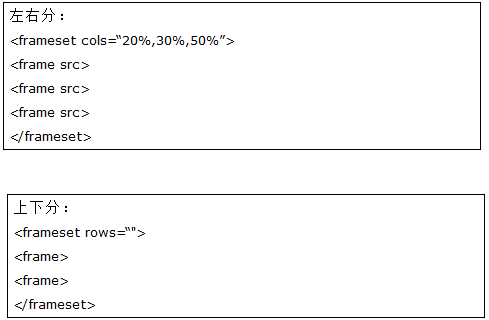 左右分：
<frameset cols=“20%,30%,50%”>
<frame src>
<frame src>
<frame src>
</frameset>
上下分：
<frameset rows=“">
<frame>
<frame>
</frameset>